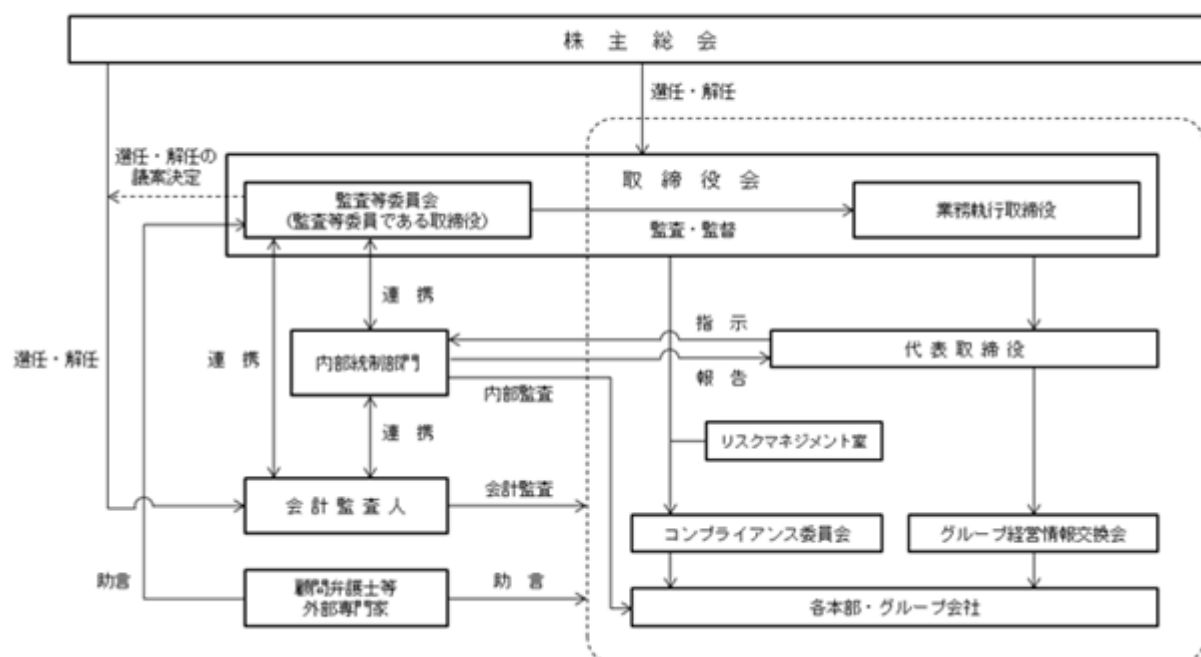 株主総会
選任・解任
選任・解任の
議案決定
取締役会
監査等委員会
(監査等委員である取締役)
監査・監督
業務執行取締役
連携
指示
選任・解任
連携
内部統制部門
代表取締役
報告
内部監査
連携
リスクマネジメント室
会計監査人
会計監査
コンプライアンス委員会
グループ経営情報交換会
助言
顧問弁護士等
外部専門家
助言
各本部・グループ会社